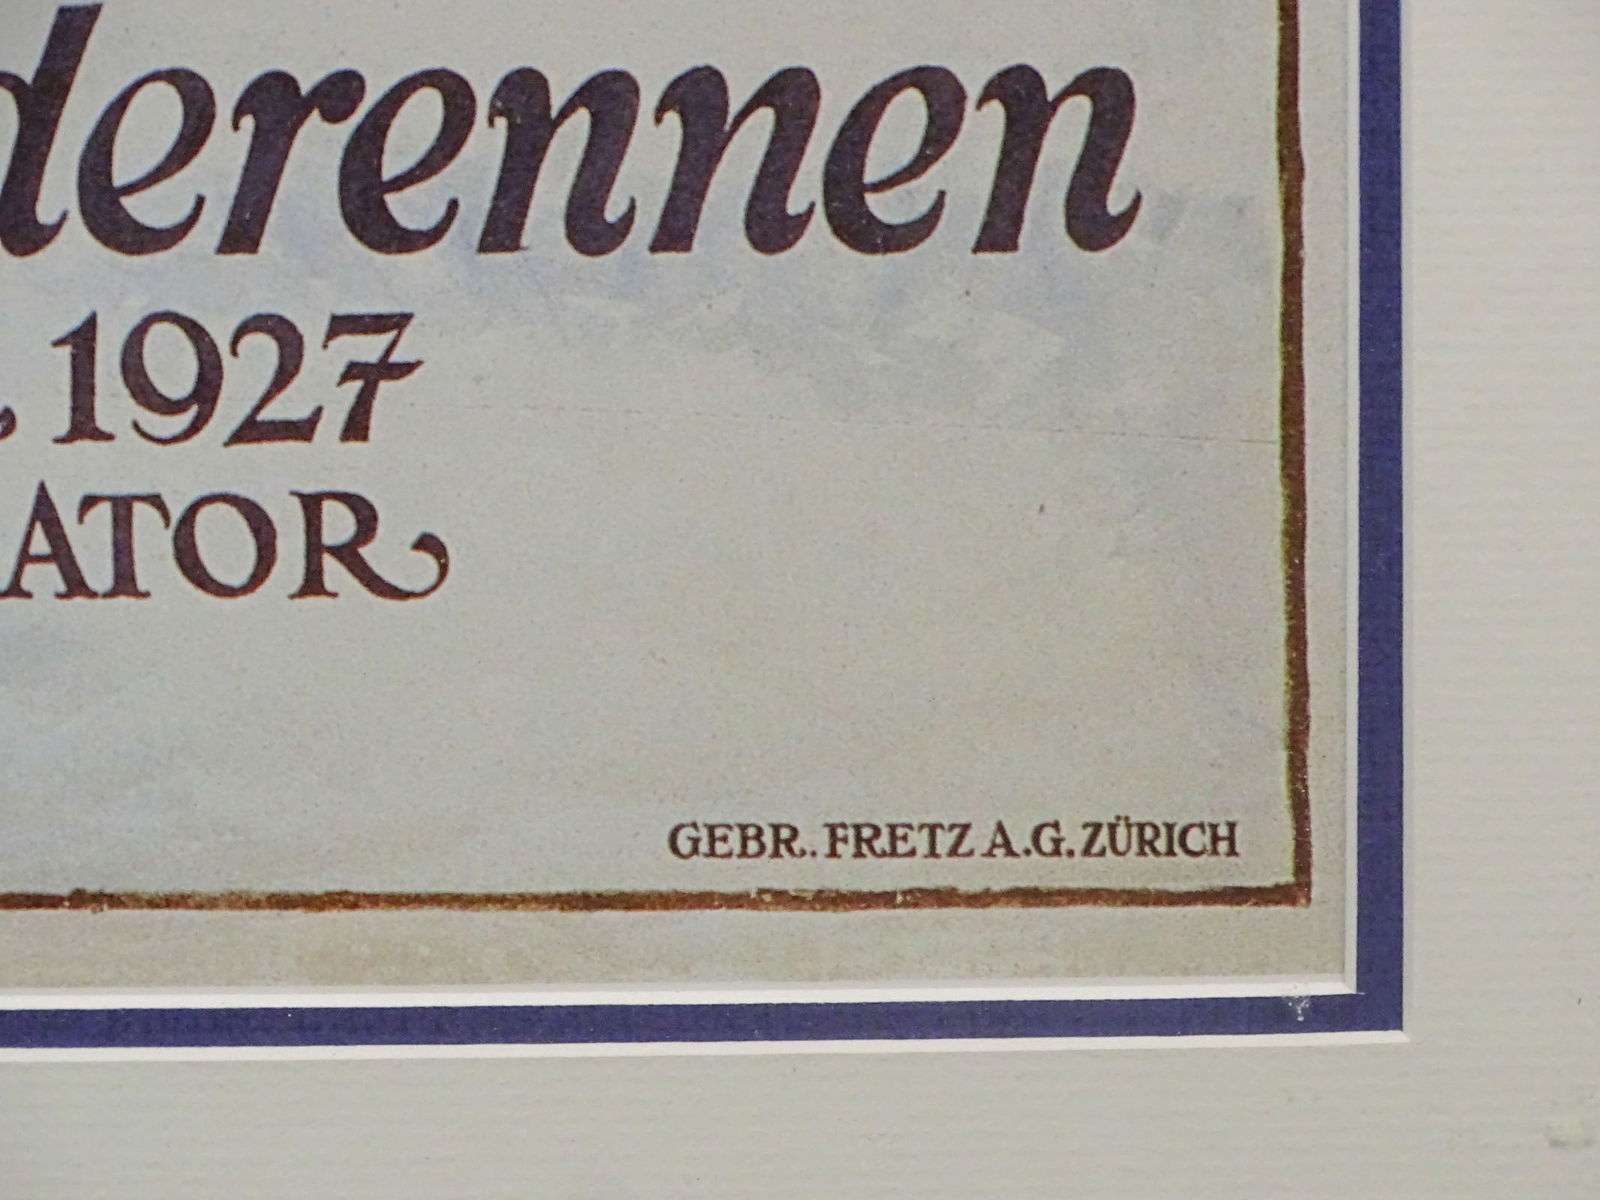 derennen
. 1927
ATOR
GEBR. FRETZ A.G. ZÜRICH